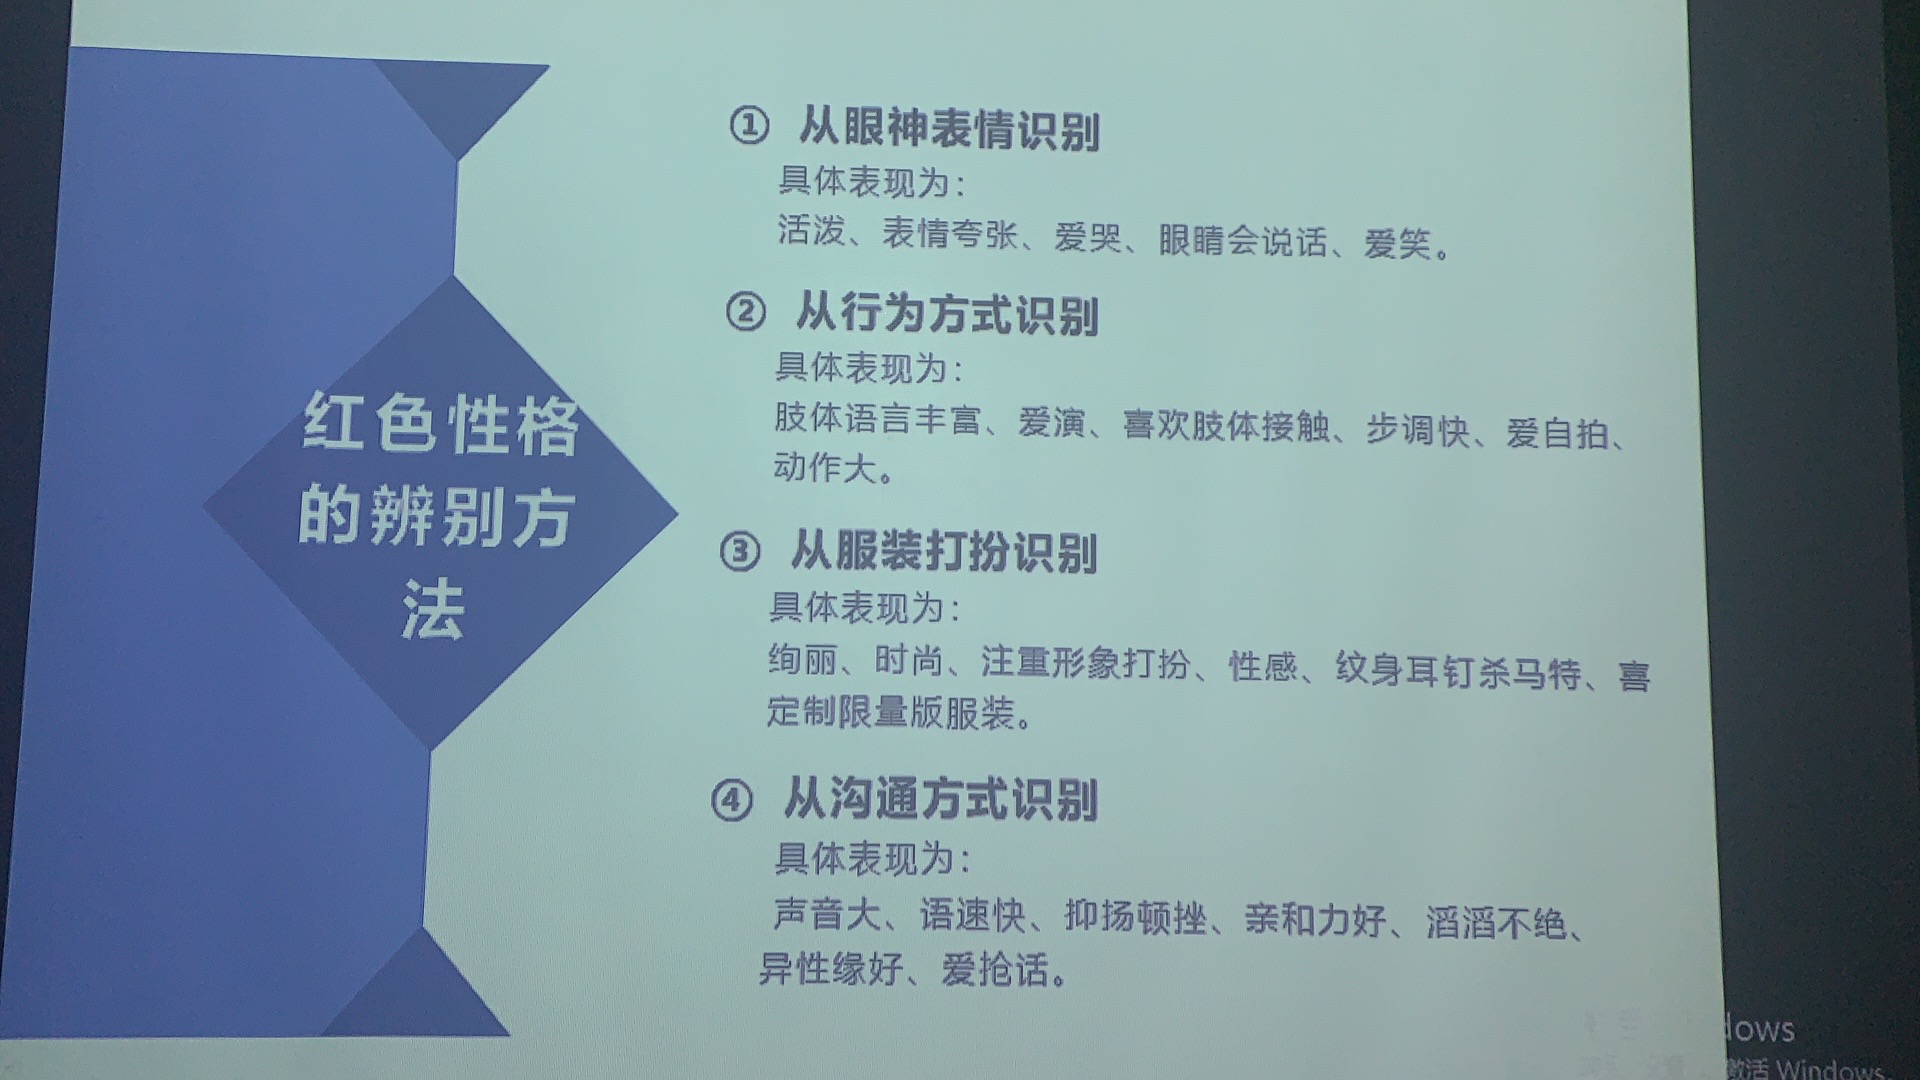 红色性格
的辨别方
法
① 从眼神表情识别
具体表现为：
活泼、表情夸张、爱哭、眼睛会说话、爱笑。
② 从行为方式识别
具体表现为：
肢体语言丰富、爱演、喜欢肢体接触、步调快、爱自拍、
动作大。
③ 从服装打扮识别
具体表现为：
绚丽、时尚、注重形象打扮、性感、纹身耳钉杀马特、喜
定制限量版服装。
④ 从沟通方式识别
具体表现为：
声音大、语速快、抑扬顿挫、亲和力好、滔滔不绝、
异性缘好、爱抢话。
dows
激活 Windows